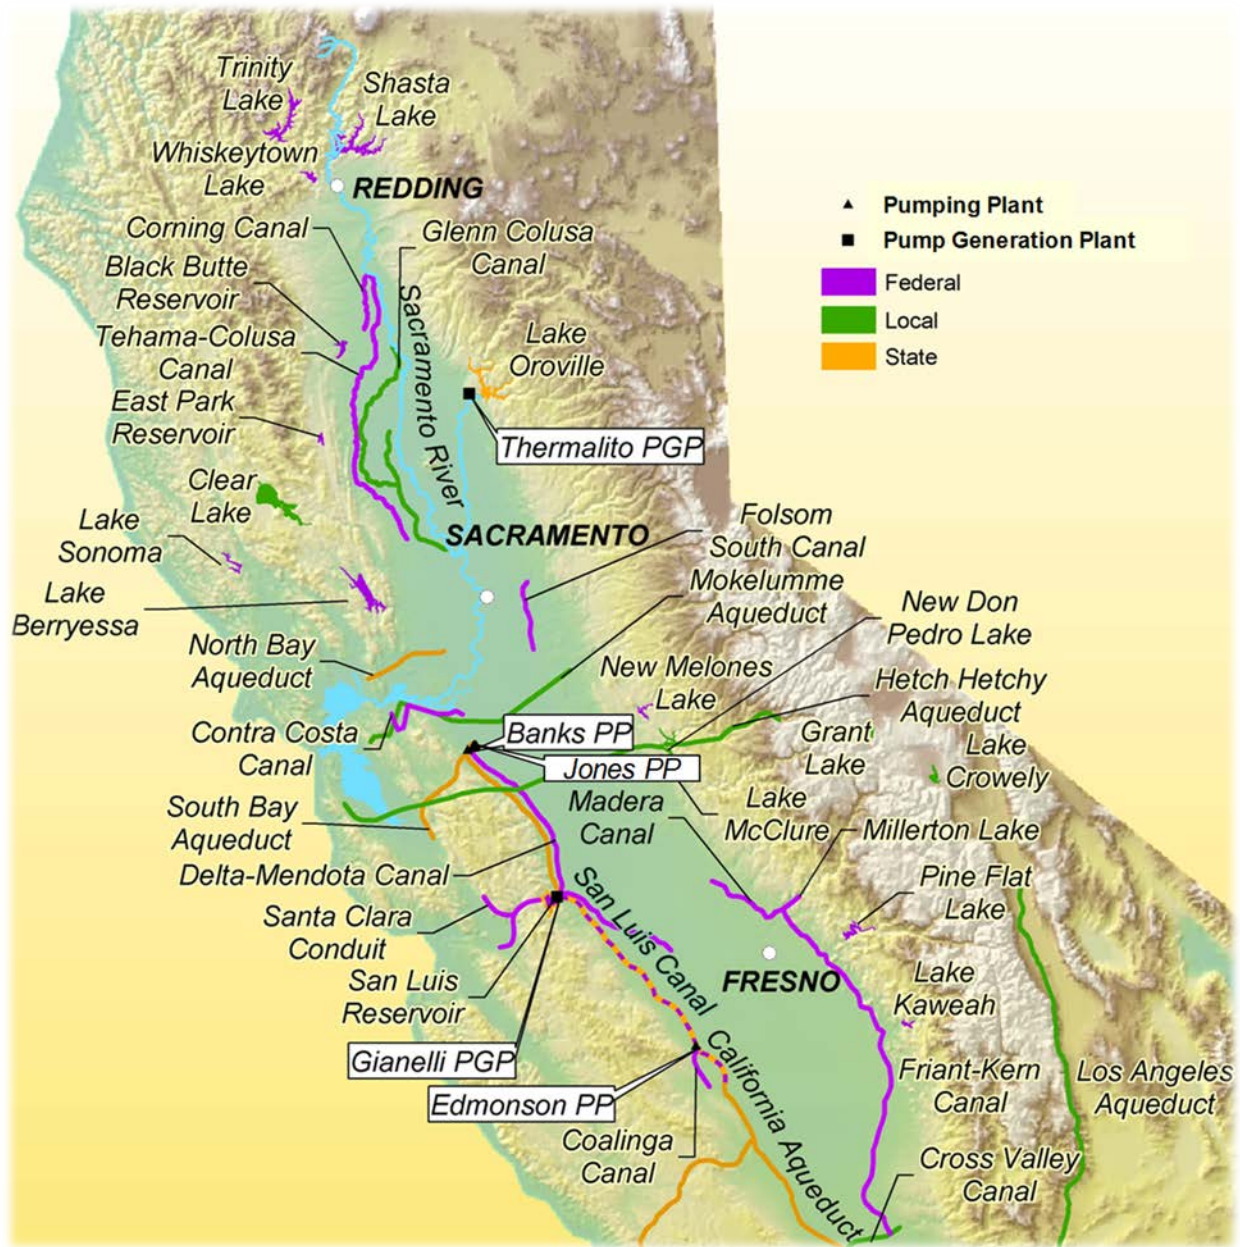 Trinity
Lake
Shasta
Lake
Whiskeytown
Lake
REDDING
Pumping Plant
Pump Generation Plant
Federal
Local
State
Corning Canal
Glenn Colusa
Canal
Black Butte
Reservoir
Sacramento River
Tehama-Colusa
Canal
Lake
Oroville
East Park
Reservoir
Thermalito PGP
Clear
Lake
Lake
Sonoma
SACRAMENTO
Folsom
South Canal
Mokelumme
Aqueduct
Lake
Berryessa
New Don
Pedro Lake
North Bay
Aqueduct
New Melones
Lake
Hetch Hetchy
Aqueduct
Contra Costa
Canal
Banks PP
Grant
Lake
Lake
Crowely
Jones PP
South Bay
Aqueduct
Madera
Canal
Lake
McClure
Millerton Lake
Delta-Mendota Canal
Pine Flat
Lake
Santa Clara
Conduit
San Luis Canal
San Luis
Reservoir
FRESNO
Lake
Kaweah
Gianelli PGP
Edmonson PP
California Aqueduct
Friant-Kern
Canal
Los Angeles
Aqueduct
Coalinga
Canal
Cross Valley
Canal